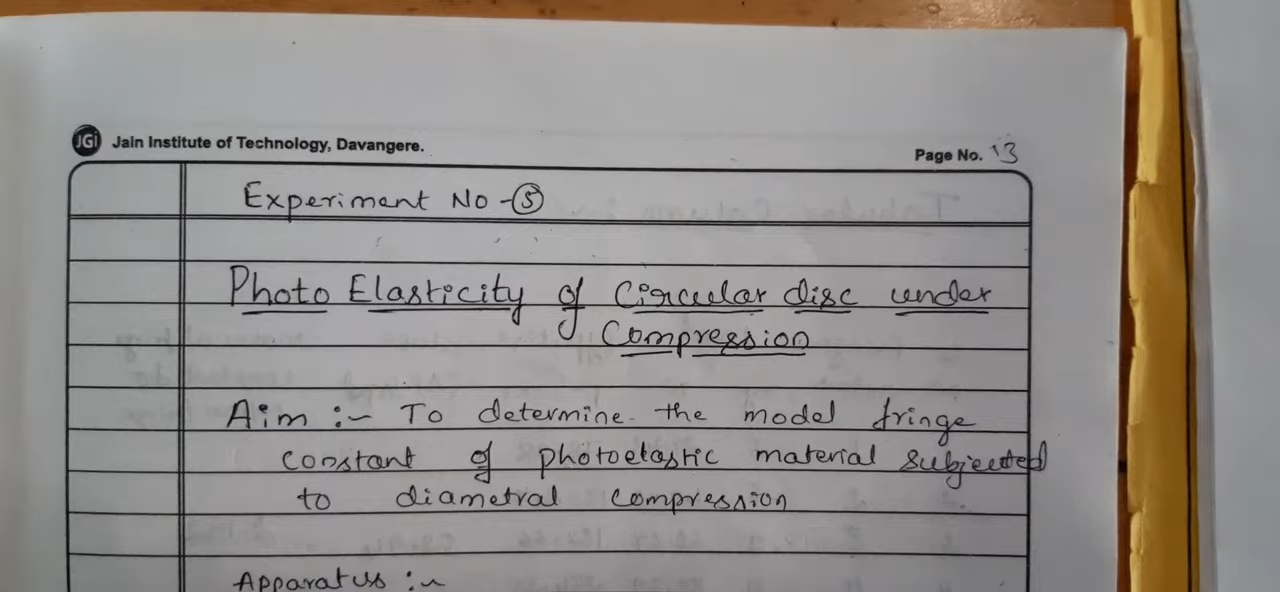 JGi Jain Institute of Technology, Davangere.
Page No. 13
Experiment No - 5
Photo Elasticity of Circular disc under
Compression
Aim :- To determine the model fringe
constant of photoelastic material subjected
to diametral compression
Apparatus :-